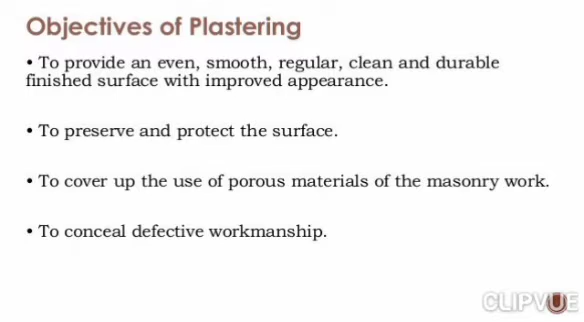 Objectives of Plastering
• To provide an even, smooth, regular, clean and durable
finished surface with improved appearance.
• To preserve and protect the surface.
• To cover up the use of porous materials of the masonry work.
• To conceal defective workmanship.
CLIPVUE